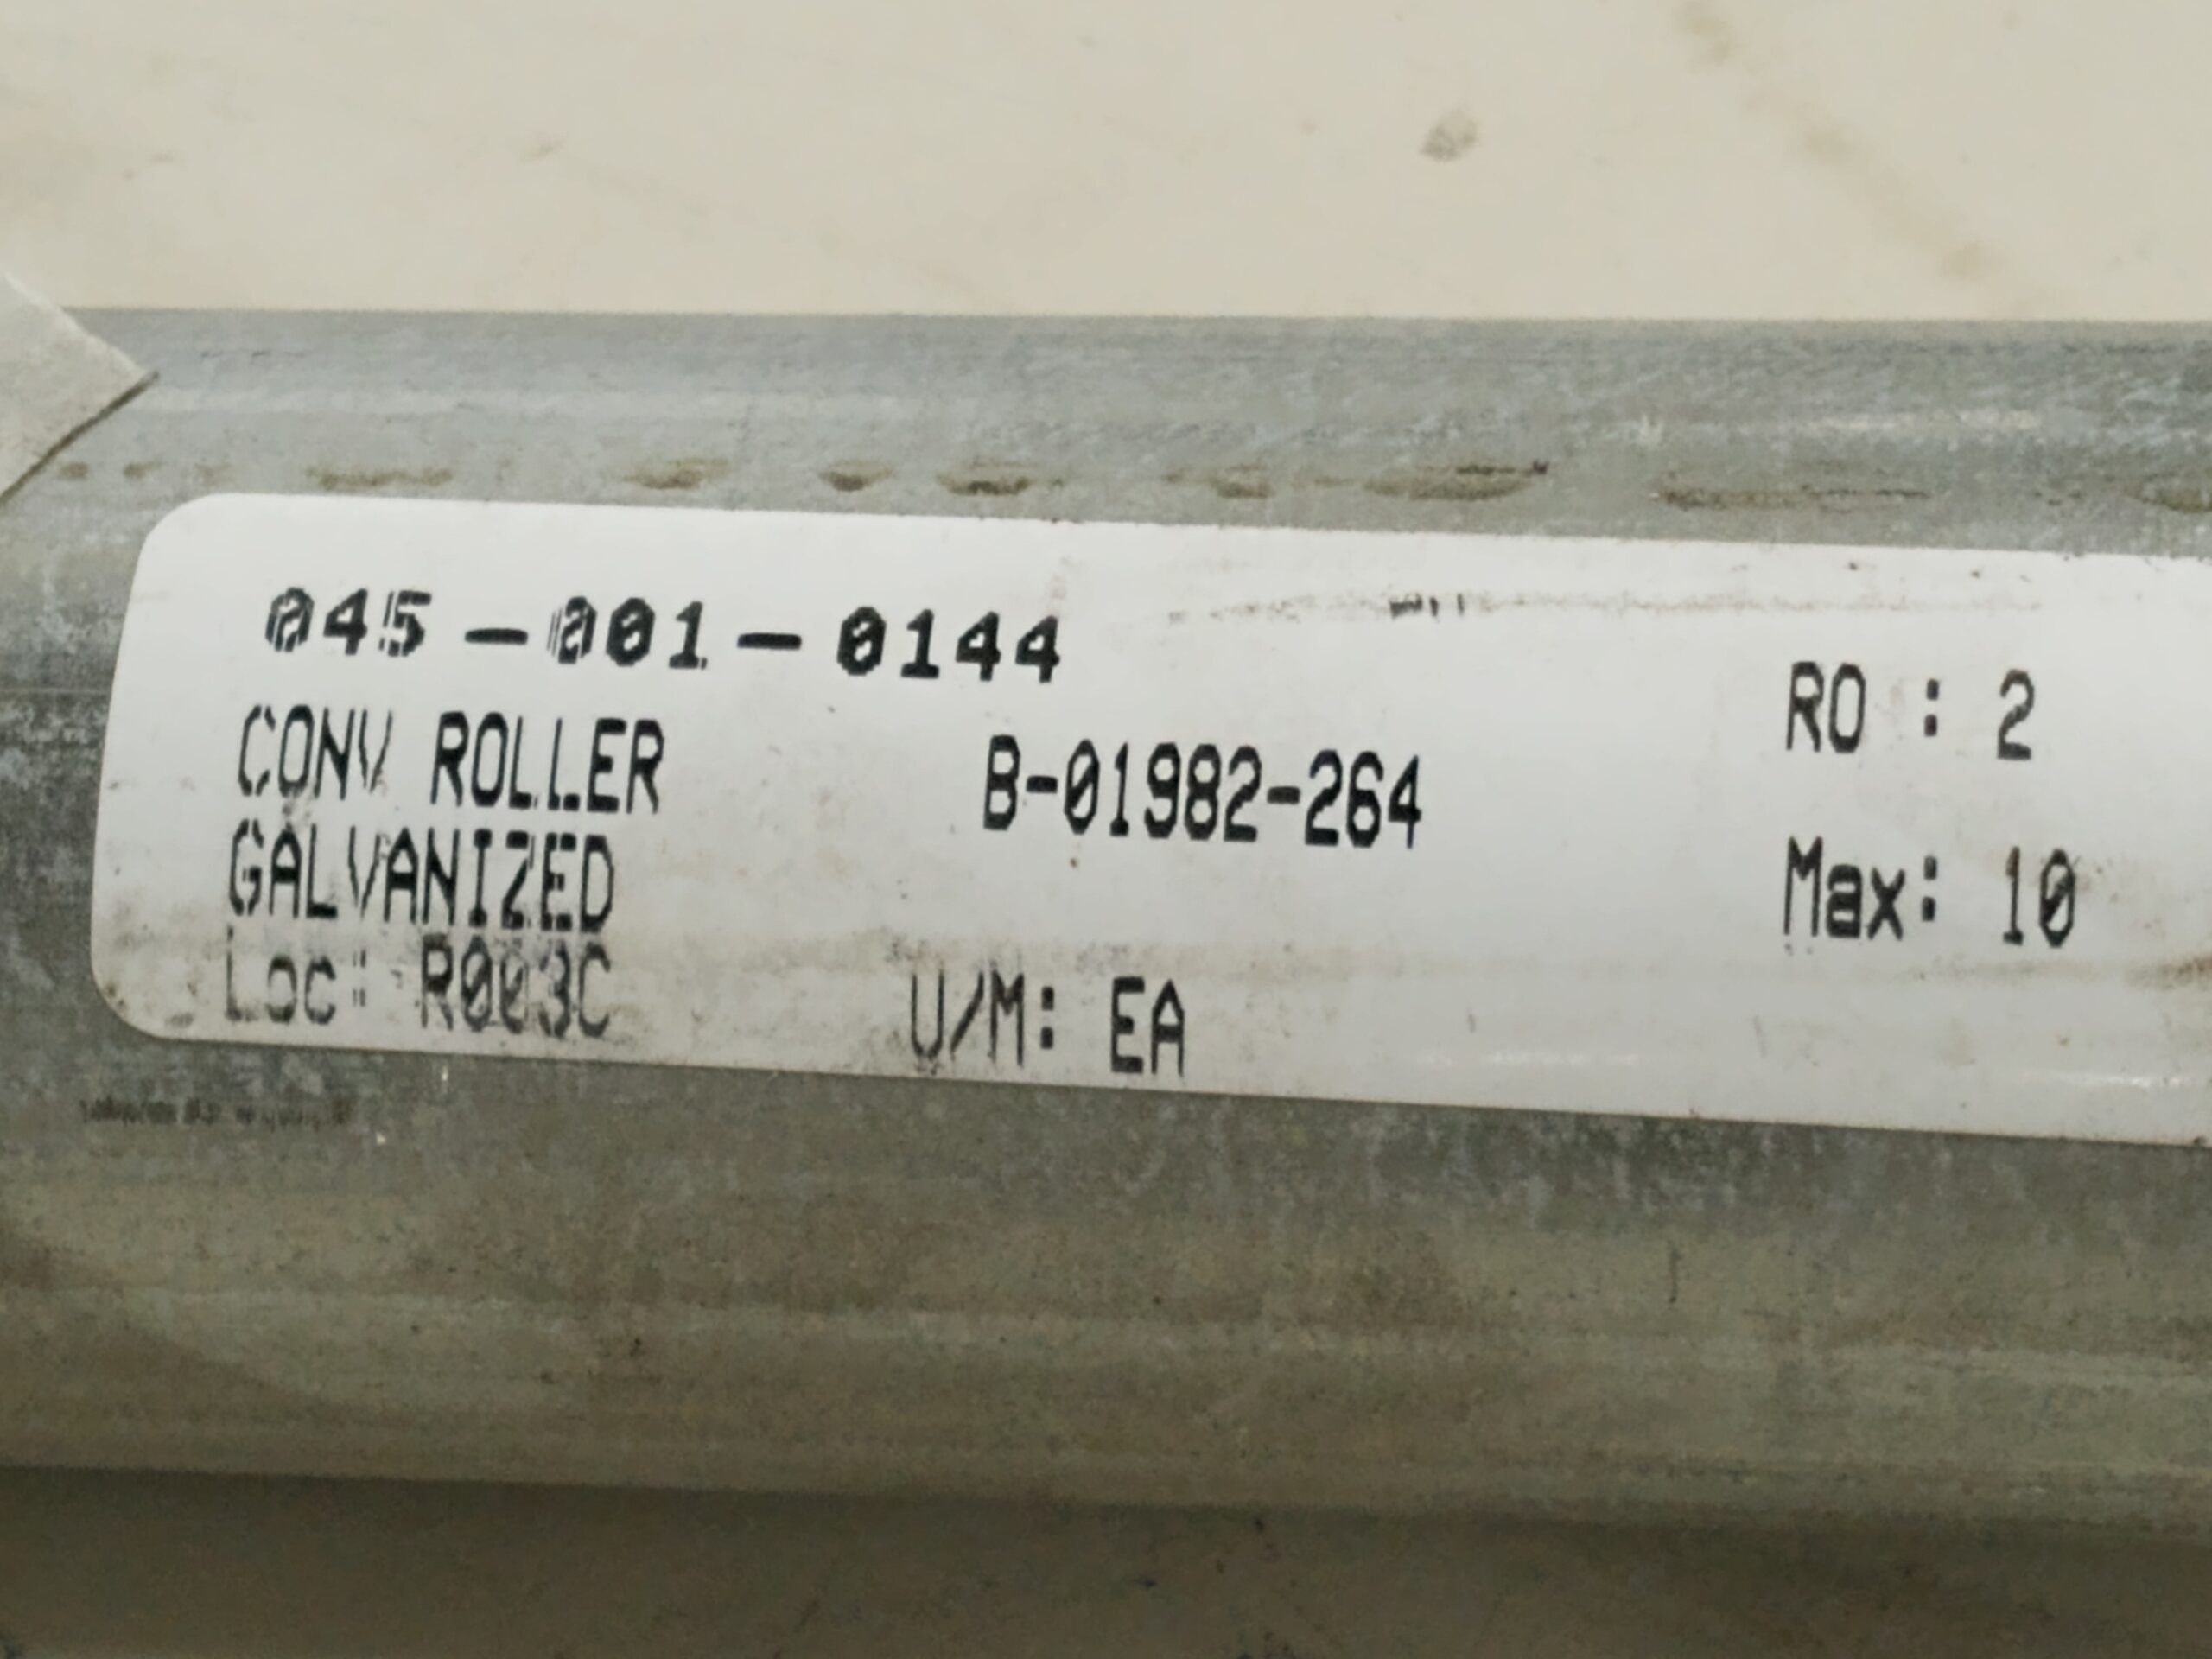 045-001-0144
CONV ROLLER
GALVANIZED
B-01982-264
RO : 2
Max: 10
Loc: R003C
U/M: EA